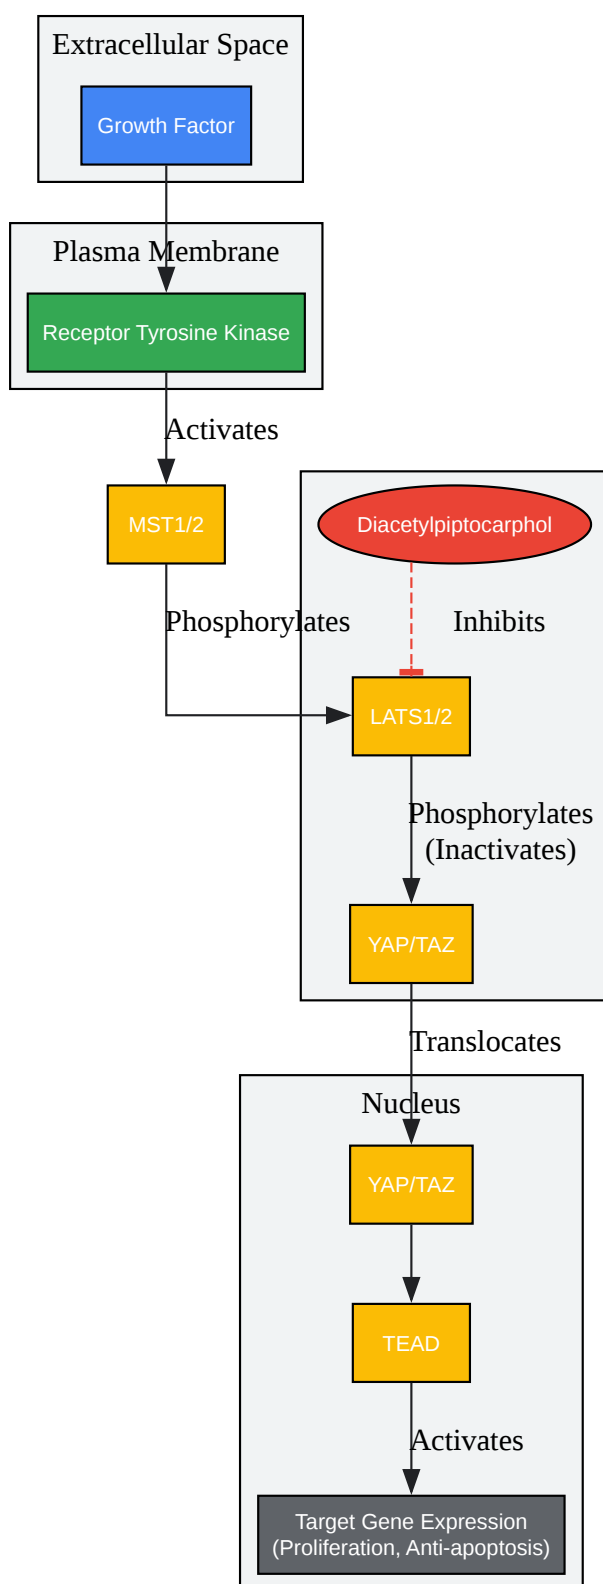 Extracellular Space
Growth Factor
Plasma Membrane
Receptor Tyrosine Kinase
Activates
MST1/2
Diacetylpiptocarphol
Phosphorylates
Inhibits
LATS1/2
Phosphorylates
(Inactivates)
YAP/TAZ
Translocates
Nucleus
YAP/TAZ
TEAD
Activates
Target Gene Expression
(Proliferation, Anti-apoptosis)